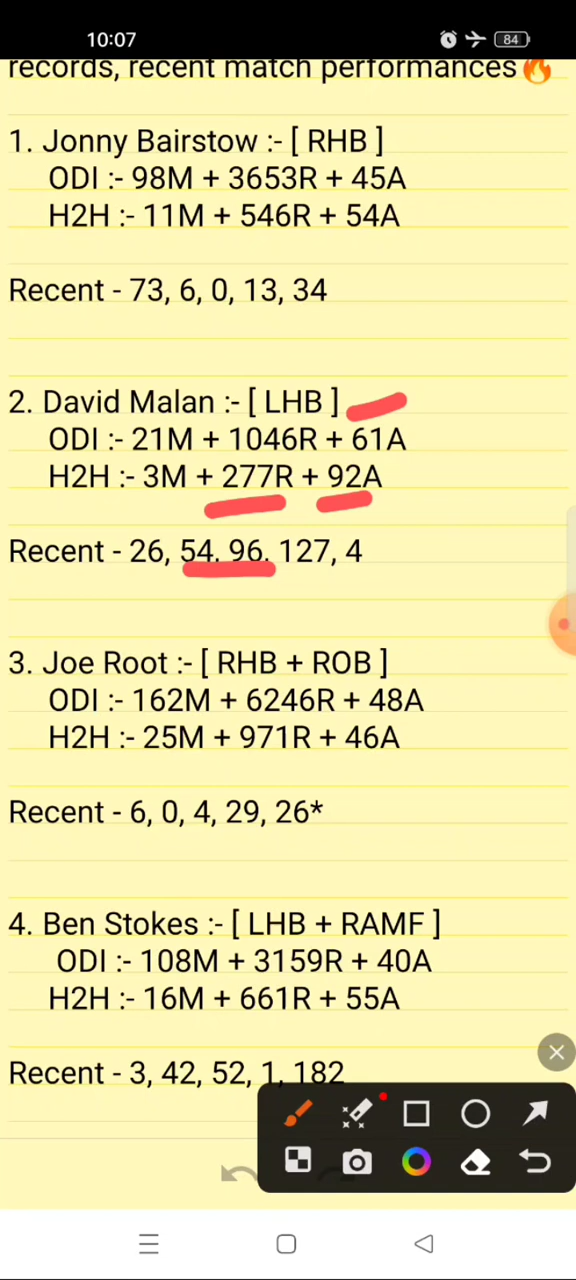 10:07
84
records, recent match performances🔥
1. Jonny Bairstow :- [ RHB ]
ODI :- 98M + 3653R + 45A
H2H :- 11M + 546R + 54A
Recent - 73, 6, 0, 13, 34
2. David Malan :- [ LHB ]
ODI :- 21M + 1046R + 61A
H2H :- 3M + 277R + 92A
Recent - 26, 54, 96, 127, 4
3. Joe Root :- [ RHB + ROB ]
ODI :- 162M + 6246R + 48A
H2H :- 25M + 971R + 46A
Recent - 6, 0, 4, 29, 26*
4. Ben Stokes :- [ LHB + RAMF ]
ODI :- 108M + 3159R + 40A
H2H :- 16M + 661R + 55A
Recent - 3, 42, 52, 1, 182